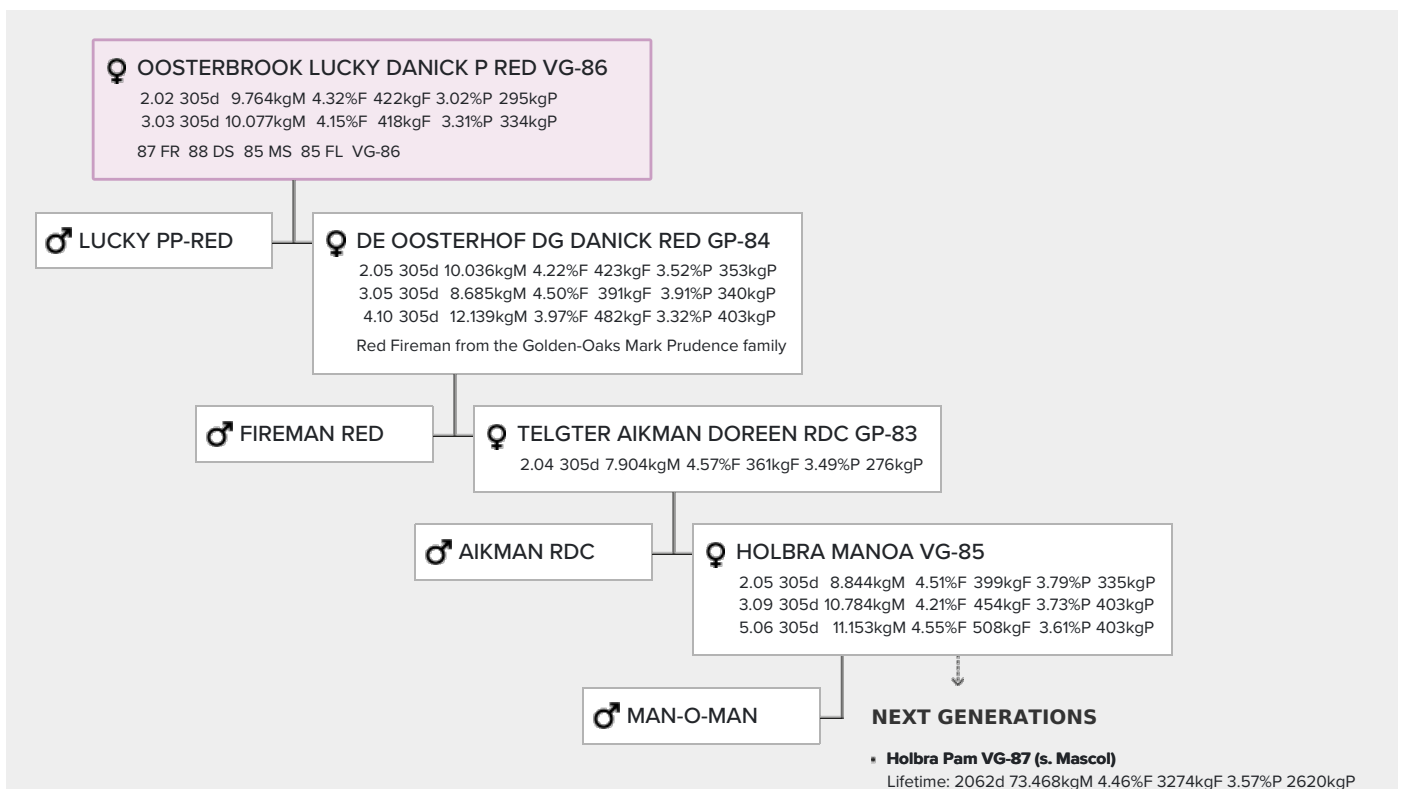 OOSTERBROOK LUCKY DANICK P RED VG-86
2.02 305d 9.764kgM 4.32%F 422kgF 3.02%P 295kgP
3.03 305d 10.077kgM 4.15%F 418kgF 3.31%P 334kgP
87 FR 88 DS 85 MS 85 FL VG-86
LUCKY PP-RED
DE OOSTERHOF DG DANICK RED GP-84
2.05 305d 10.036kgM 4.22%F 423kgF 3.52%P 353kgP
3.05 305d 8.685kgM 4.50%F 391kgF 3.91%P 340kgP
4.10 305d 12.139kgM 3.97%F 482kgF 3.32%P 403kgP
Red Fireman from the Golden-Oaks Mark Prudence family
FIREMAN RED
TELGTER AIKMAN DOREEN RDC GP-83
2.04 305d 7.904kgM 4.57%F 361kgF 3.49%P 276kgP
AIKMAN RDC
HOLBRA MANOA VG-85
2.05 305d 8.844kgM 4.51%F 399kgF 3.79%P 335kgP
3.09 305d 10.784kgM 4.21%F 454kgF 3.73%P 403kgP
5.06 305d 11.153kgM 4.55%F 508kgF 3.61%P 403kgP
MAN-O-MAN
NEXT GENERATIONS
▪ Holbra Pam VG-87 (s. Mascol)
Lifetime: 2062d 73.468kgM 4.46%F 3274kgF 3.57%P 2620kgP